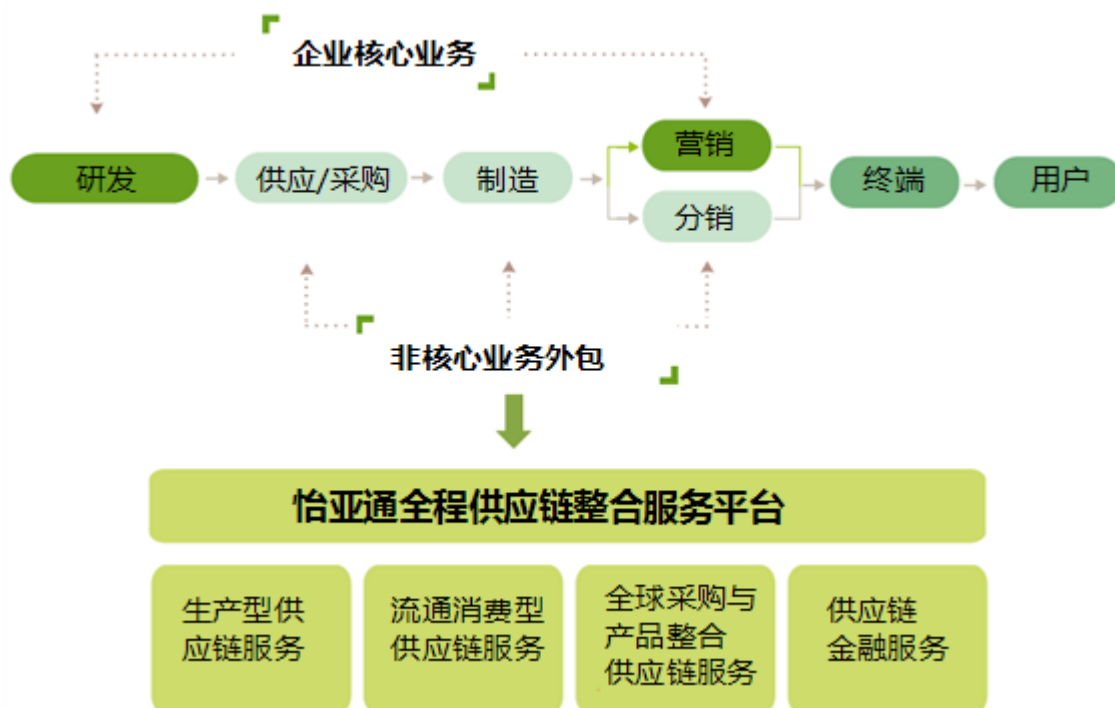 企业核心业务
研发
供应/采购
制造
营销
分销
终端
用户
非核心业务外包
怡亚通全程供应链整合服务平台
生产型供
应链服务
流通消费型
供应链服务
全球采购与
产品整合
供应链服务
供应链
金融服务